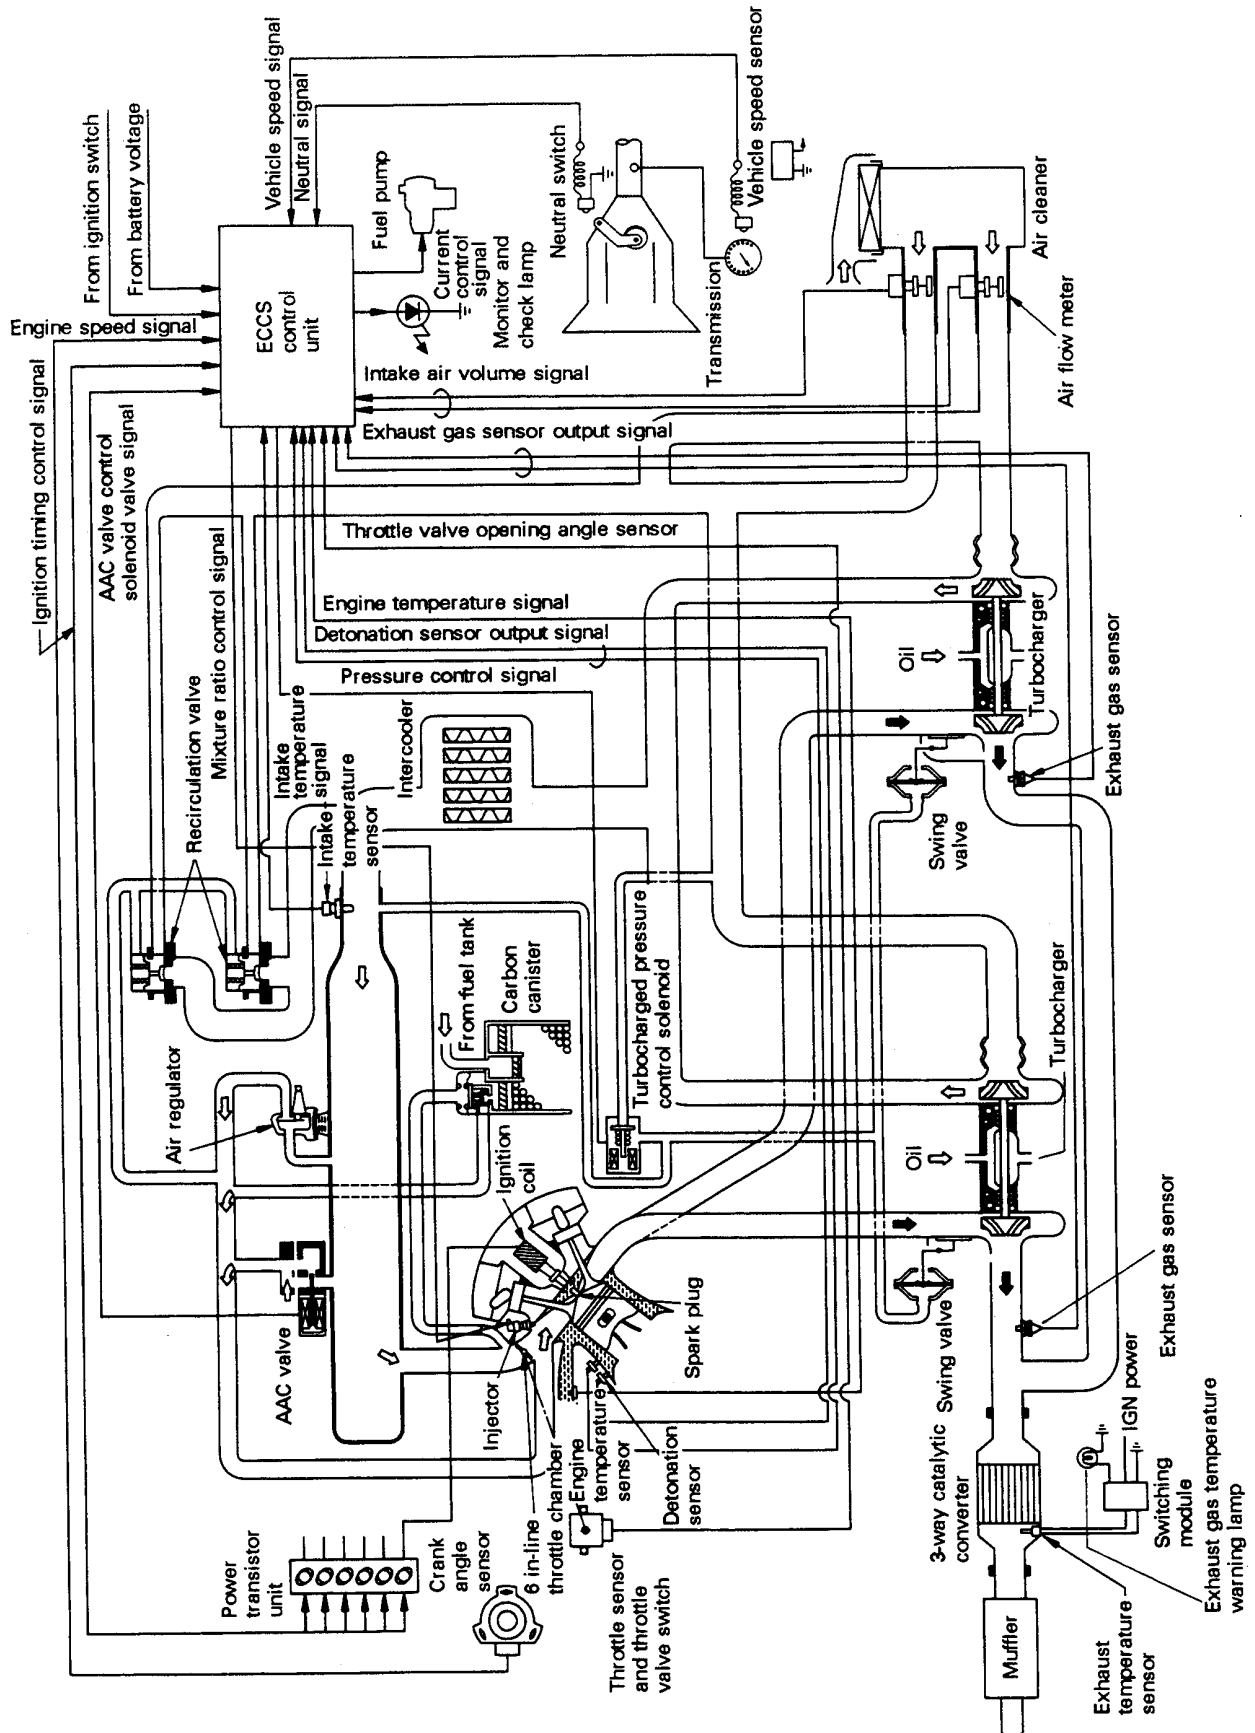 Engine speed signal
From ignition switch
From battery voltage
Vehicle speed signal
Neutral signal
Ignition timing control signal
AAC valve control
solenoid valve signal
ECCS
control
unit
Fuel pump
Current
control
signal
Monitor and
check lamp
Neutral switch
Vehicle speed sensor
Transmission
Intake air volume signal
Exhaust gas sensor output signal
Air cleaner
Air flow meter
Mixture ratio control signal
Throttle valve opening angle sensor
Engine temperature signal
Detonation sensor output signal
Pressure control signal
Recirculation valve
Intake
temperature
signal
Intake
temperature
sensor
Intercooler
Oil
Turbocharger
Exhaust gas sensor
Swing
valve
Air regulator
From fuel tank
Carbon
canister
Turbocharged pressure
control solenoid
Turbocharger
Oil
Ignition
coil
AAC valve
Injector
Spark plug
Swing valve
Exhaust gas sensor
Power
transistor
unit
Crank
angle
sensor
6 in-line
throttle chamber
Engine
temperature
sensor
Detonation
sensor
Throttle sensor
and throttle
valve switch
3-way catalytic
converter
IGN power
Switching
module
Exhaust gas temperature
warning lamp
Muffler
Exhaust
temperature
sensor